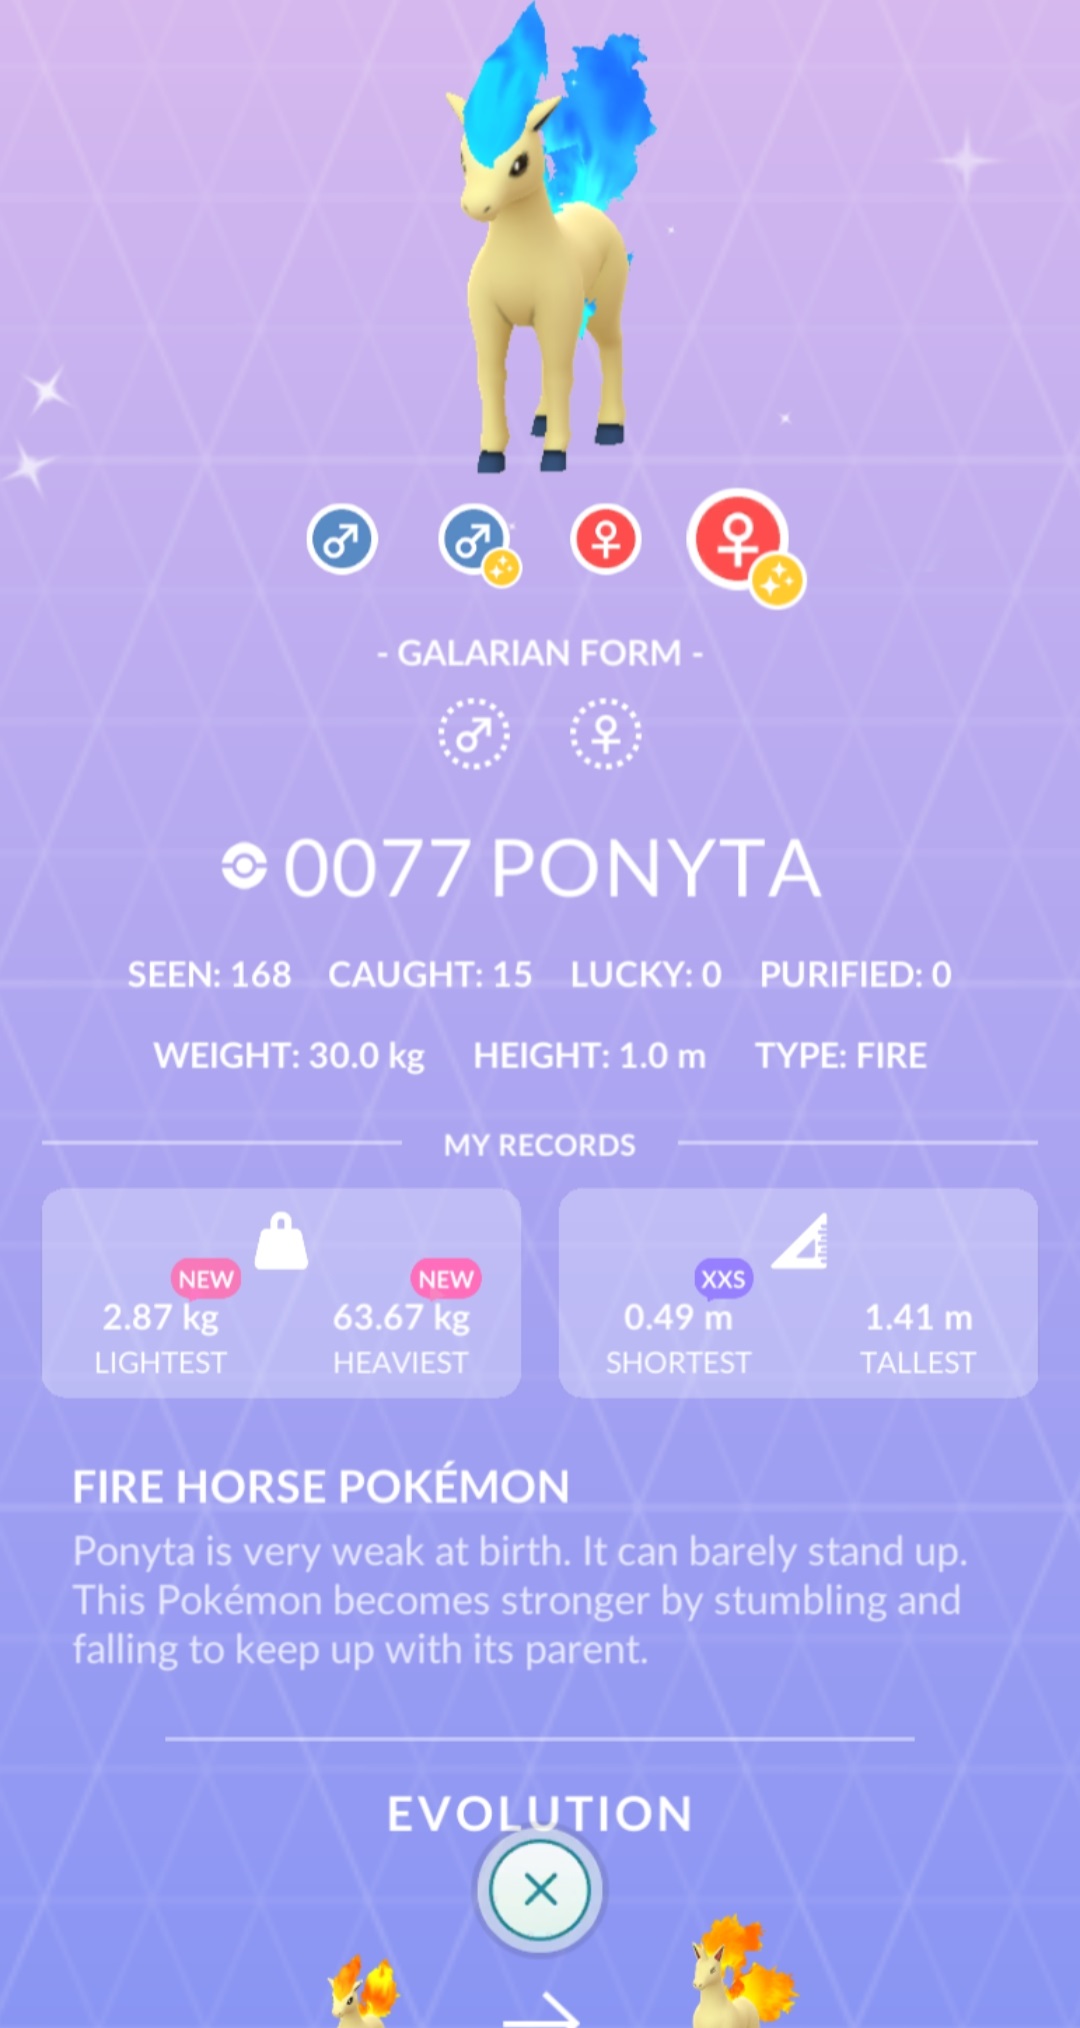 - GALARIAN FORM -
0077 PONYTA
SEEN: 168 CAUGHT: 15 LUCKY: 0 PURIFIED: 0
WEIGHT: 30.0 kg HEIGHT: 1.0 m TYPE: FIRE
MY RECORDS
NEW NEW XXS
2.87 kg 63.67 kg 0.49 m 1.41 m
LIGHTEST HEAVIEST SHORTEST TALLEST
FIRE HORSE POKÉMON
Ponyta is very weak at birth. It can barely stand up.
This Pokémon becomes stronger by stumbling and
falling to keep up with its parent.
EVOLUTION